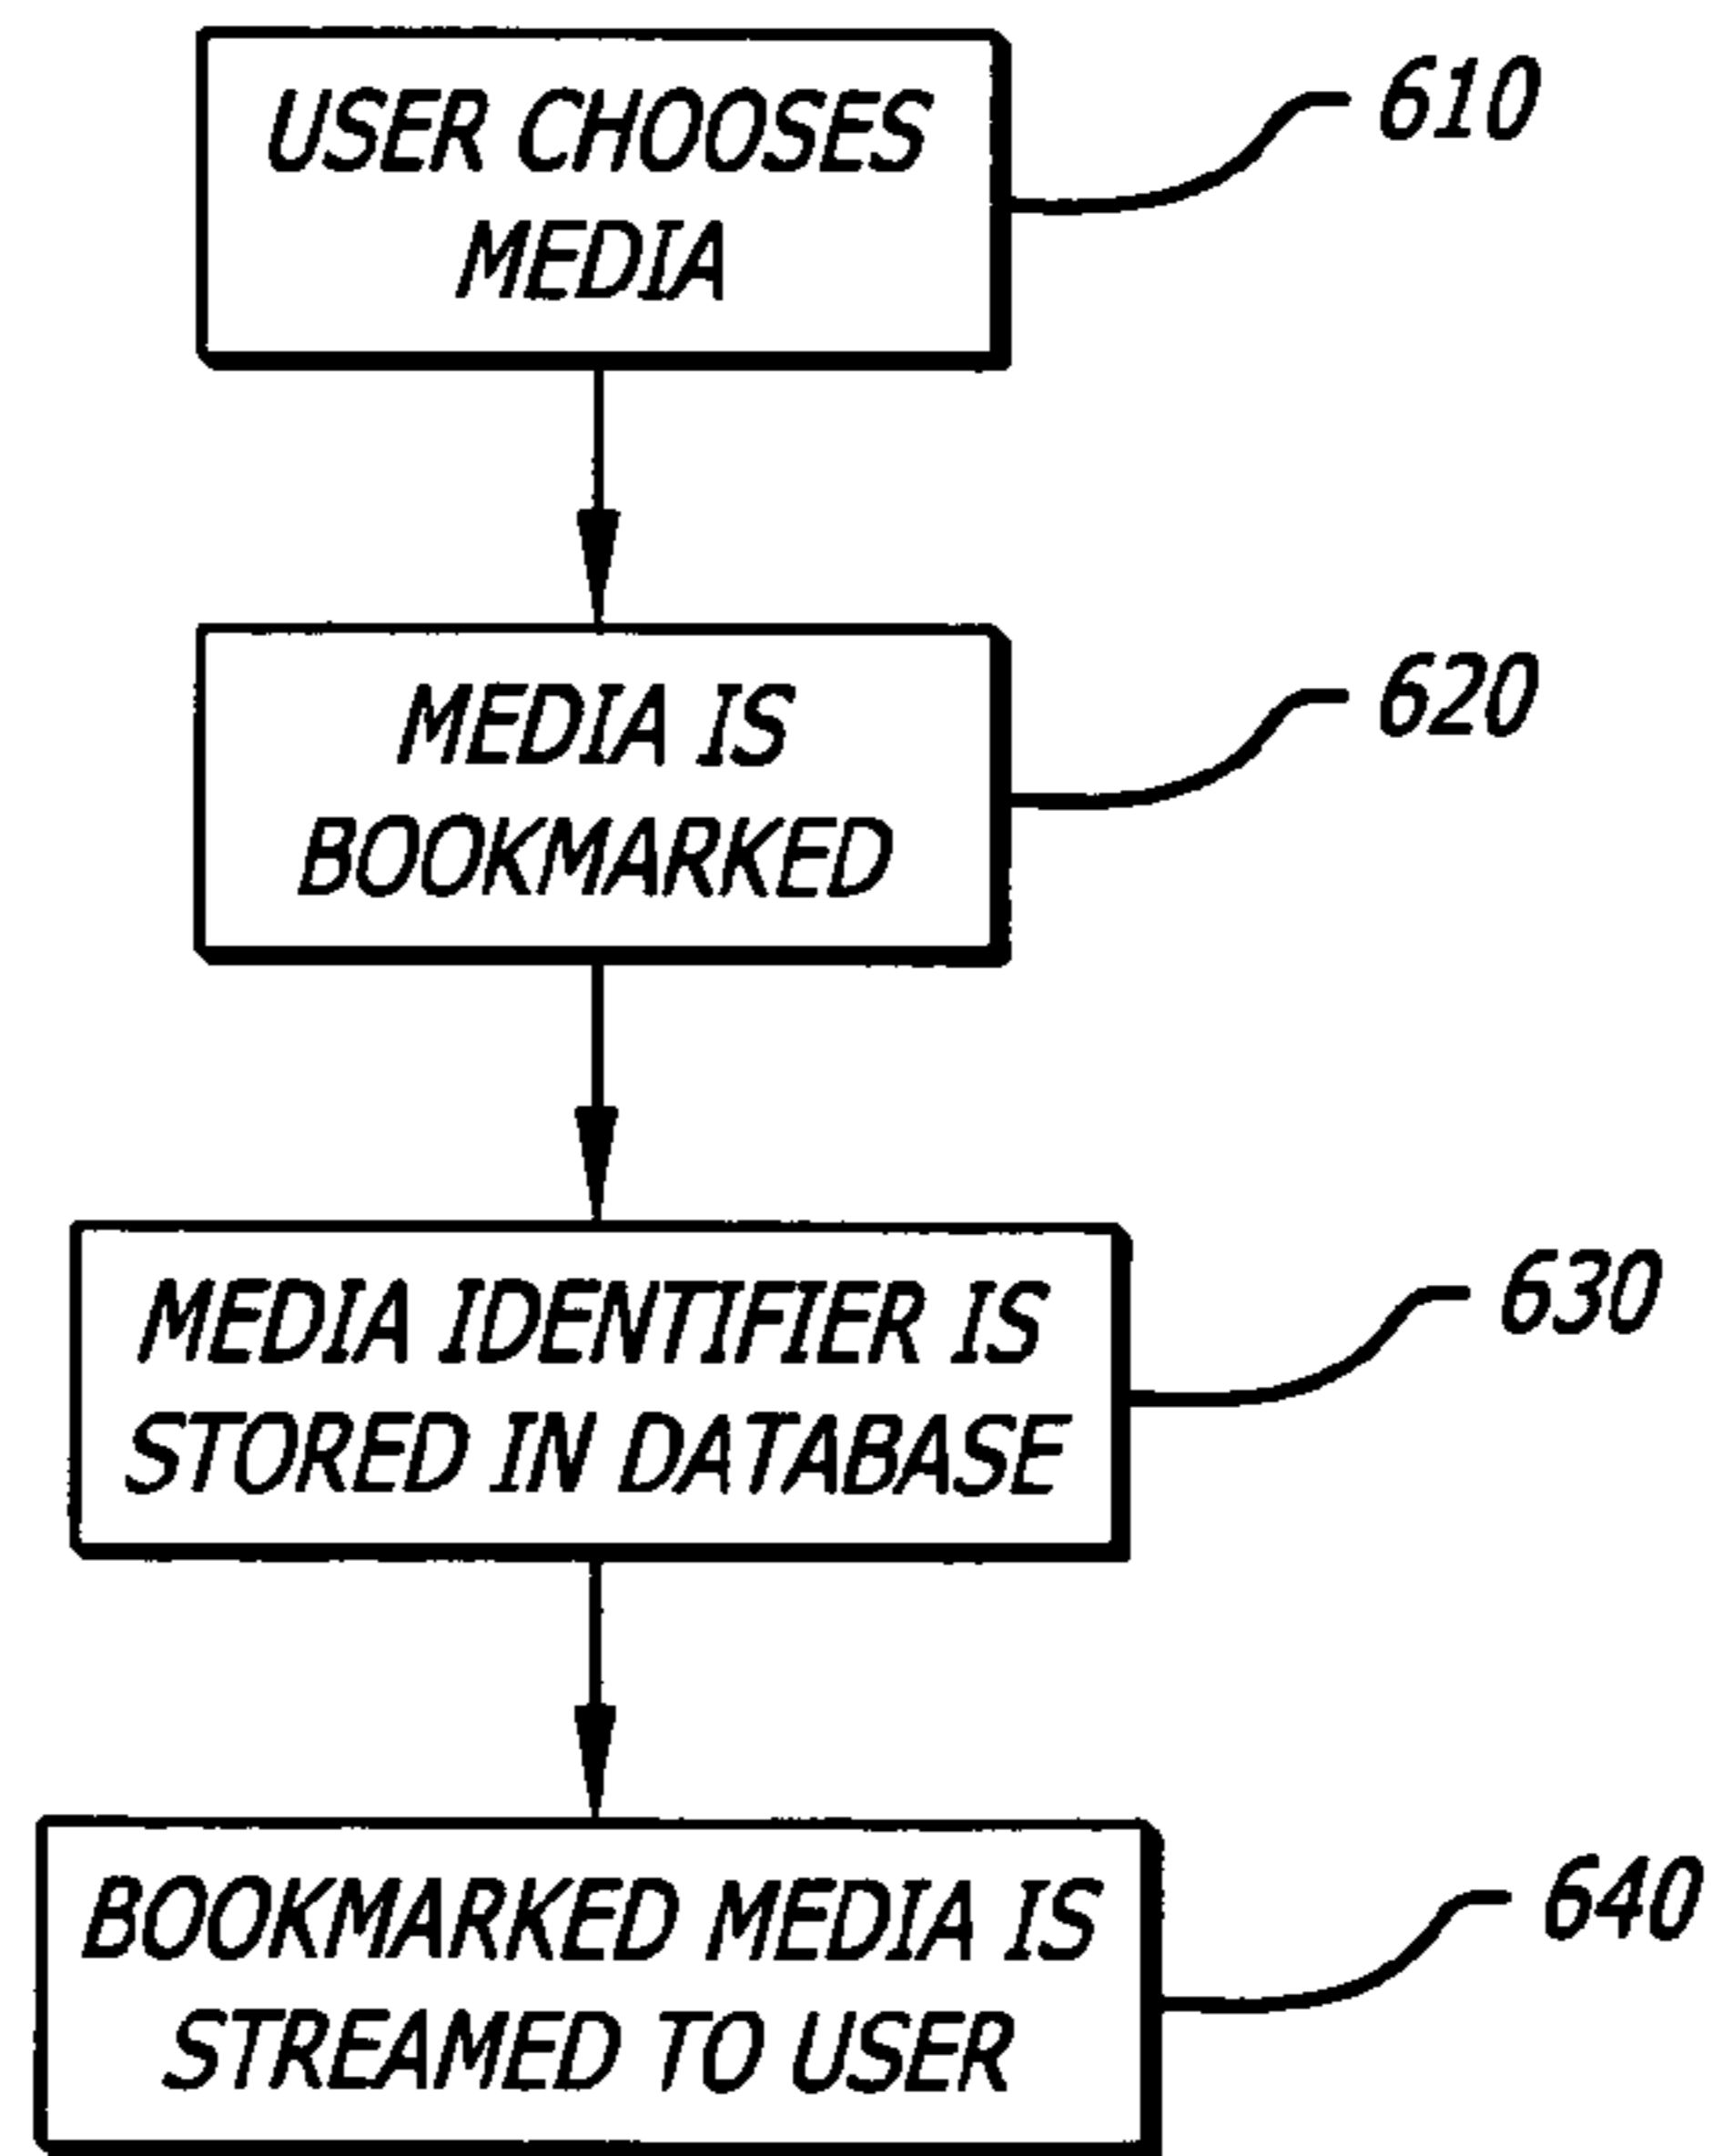 USER CHOOSES
MEDIA
610
MEDIA IS
BOOKMARKED
620
MEDIA IDENTIFIER IS
STORED IN DATABASE
630
BOOKMARKED MEDIA IS
STREAMED TO USER
640